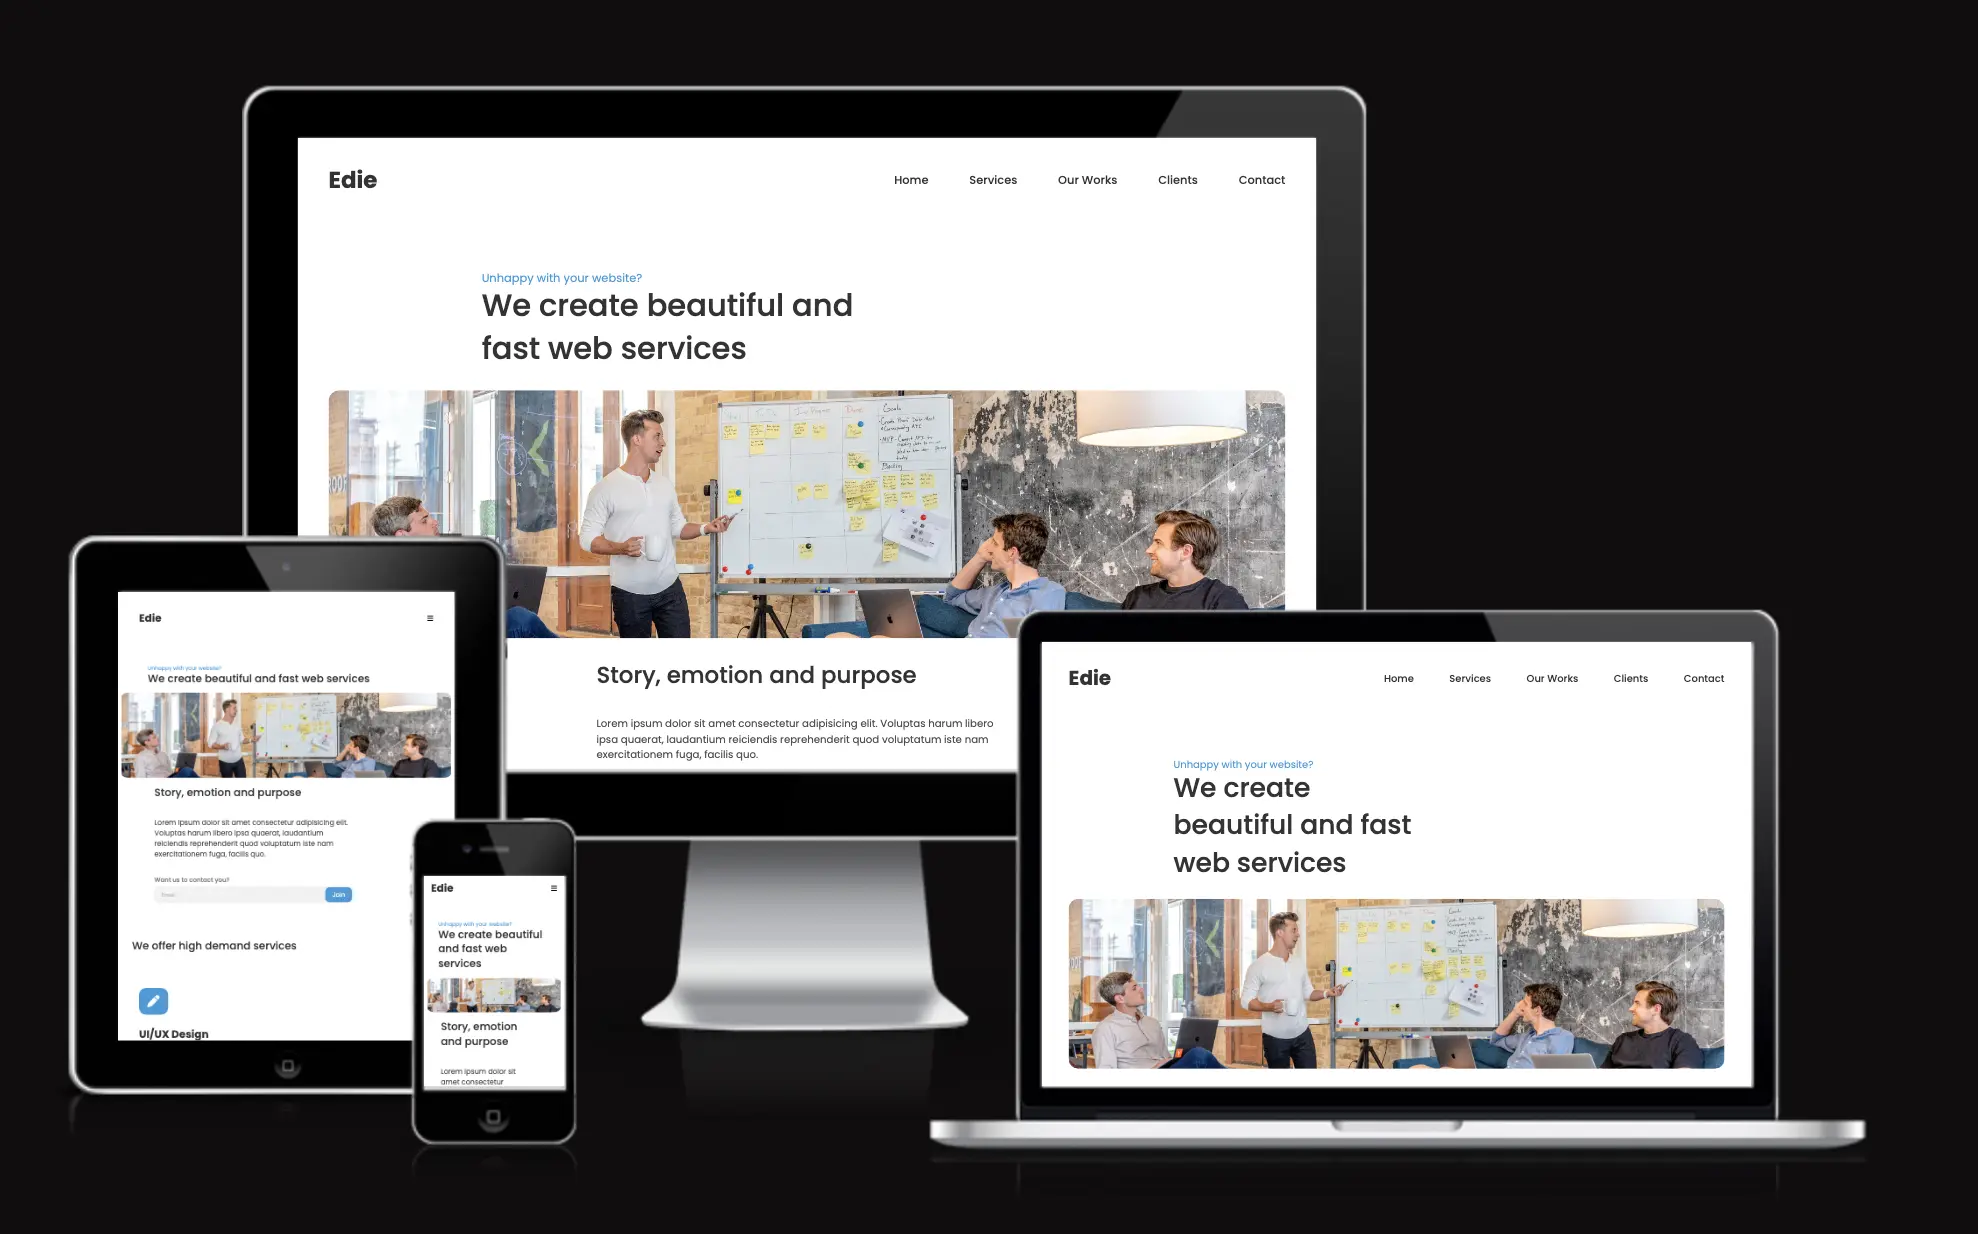 Edie
Home Services Our Works Clients Contact
Unhappy with your website?
We create beautiful and
fast web services
Goals
Story, emotion and purpose
Lorem ipsum dolor sit amet consectetur adipisicing elit. Voluptas harum libero
ipsa quaerat, laudantium reiciendis reprehenderit quod voluptatum iste nam
exercitationem fuga, facilis quo.
Edie
Unhappy with your website?
We create beautiful and fast web services
Story, emotion and purpose
Lorem ipsum dolor sit amet consectetur adipisicing elit.
Voluptas harum libero ipsa quaerat, laudantium
reiciendis reprehenderit quod voluptatum iste nam
exercitationem fuga, facilis quo.
Want us to contact you?
Email
Join
We offer high demand services
UI/UX Design
Edie
Unhappy with your website?
We create beautiful
and fast web
services
Story, emotion
and purpose
Lorem ipsum dolor sit
amet consectetur
Edie
Home Services Our Works Clients Contact
Unhappy with your website?
We create
beautiful and fast
web services